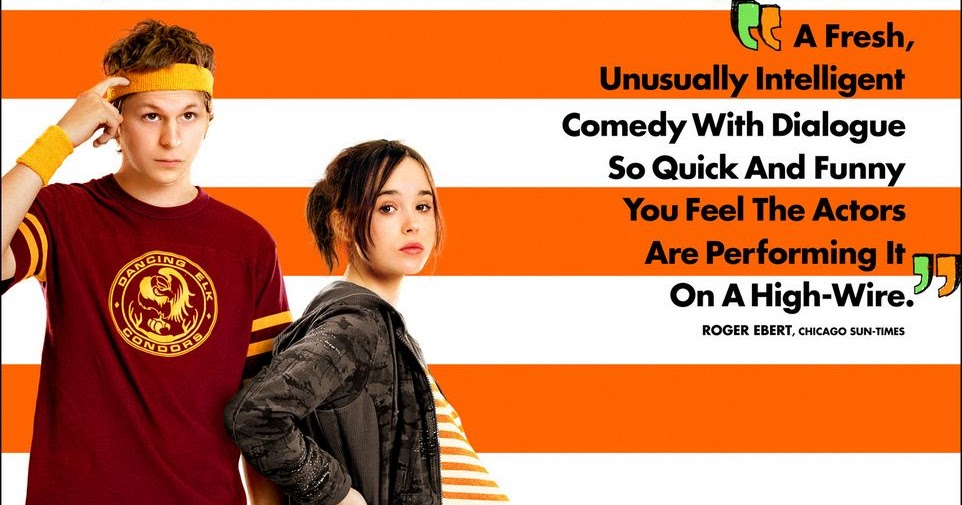 “ A Fresh,
Unusually Intelligent
Comedy With Dialogue
So Quick And Funny
You Feel The Actors
Are Performing It
On A High-Wire.”
ROGER EBERT, CHICAGO SUN-TIMES
DANCING ELK
CONDORS